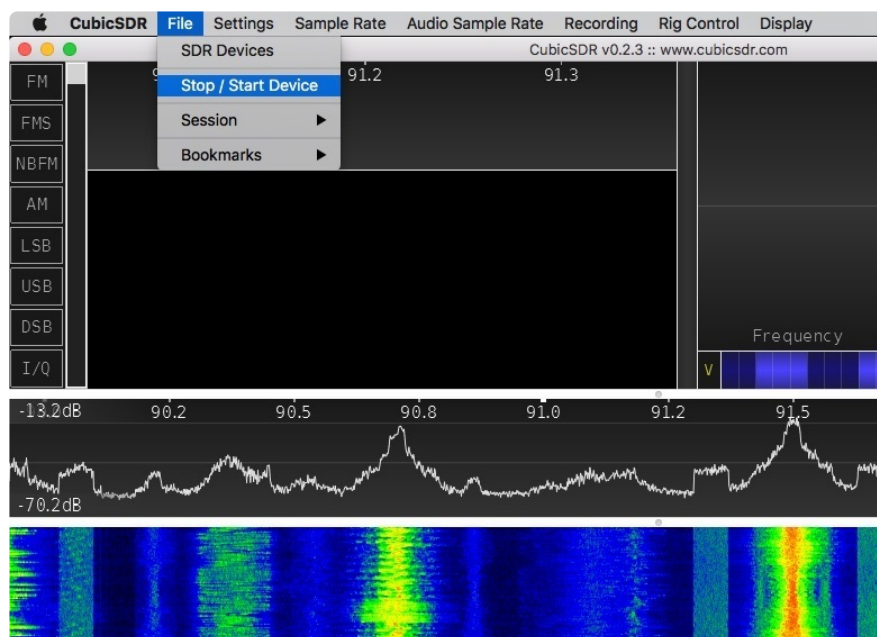 CubicSDR File Settings Sample Rate Audio Sample Rate Recording Rig Control Display
CubicSDR v0.2.3 :: www.cubicsdr.com
SDR Devices
Stop / Start Device
Session
Bookmarks
91.2 91.3
FM
FMS
NBFM
AM
LSB
USB
DSB
I/Q
Frequency
V
-13.2dB 90.2 90.5 90.8 91.0 91.2 91.5
-70.2dB